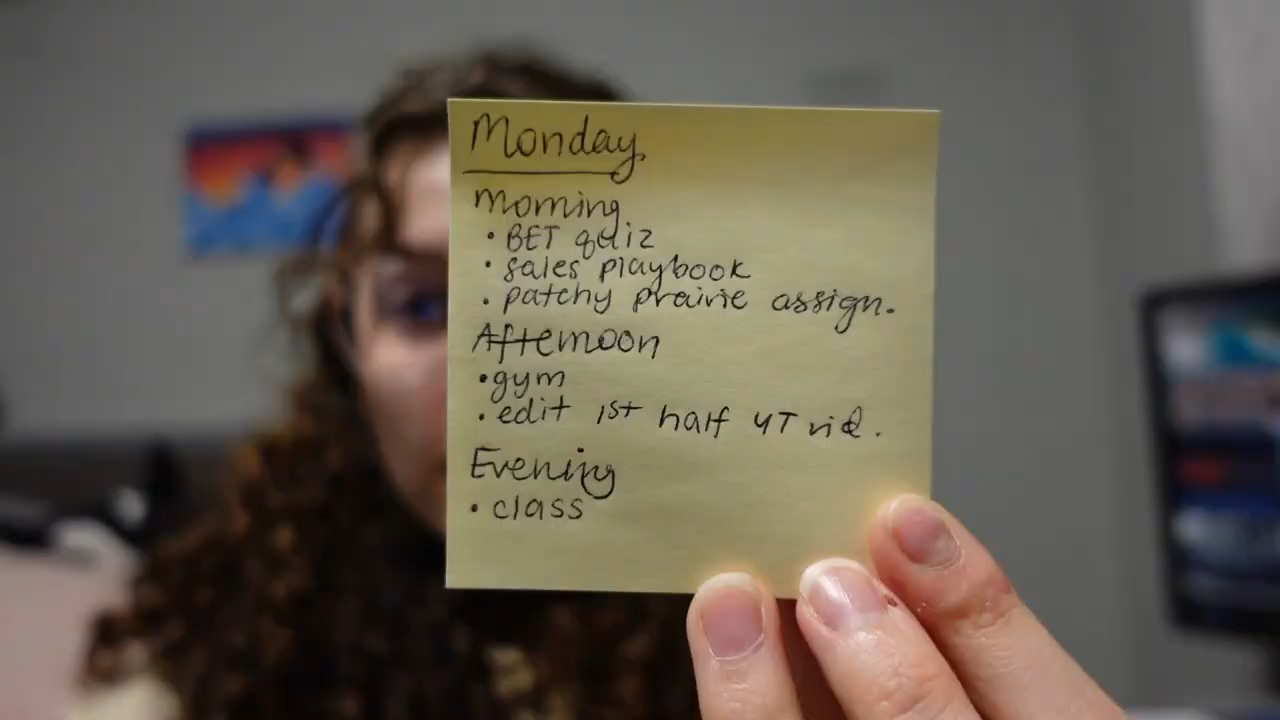 Monday
Morning
• BET quiz
• sales playbook
• patchy prairie assign.
Afternoon
• gym
• edit 1st half YT vid.
Evening
• class